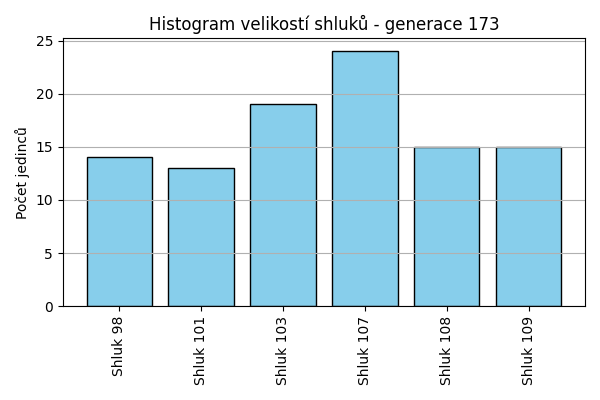 Histogram velikostí shluků - generace 173
Počet jedinců
25
20
15
10
5
0
Shluk 98
Shluk 101
Shluk 103
Shluk 107
Shluk 108
Shluk 109